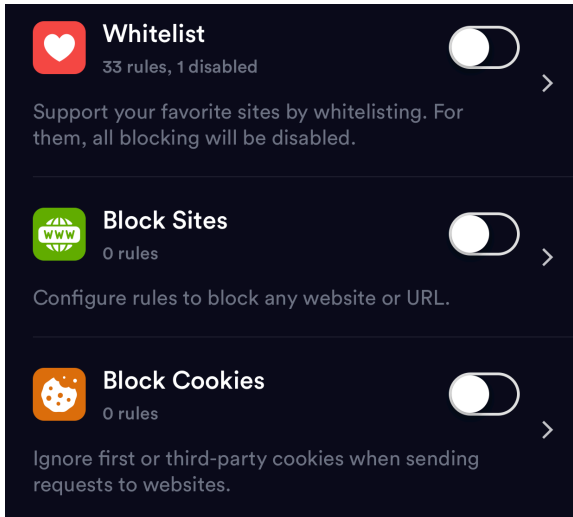 Whitelist
33 rules, 1 disabled
Support your favorite sites by whitelisting. For
them, all blocking will be disabled.
WWW
Block Sites
0 rules
Configure rules to block any website or URL.
Block Cookies
0 rules
Ignore first or third-party cookies when sending
requests to websites.